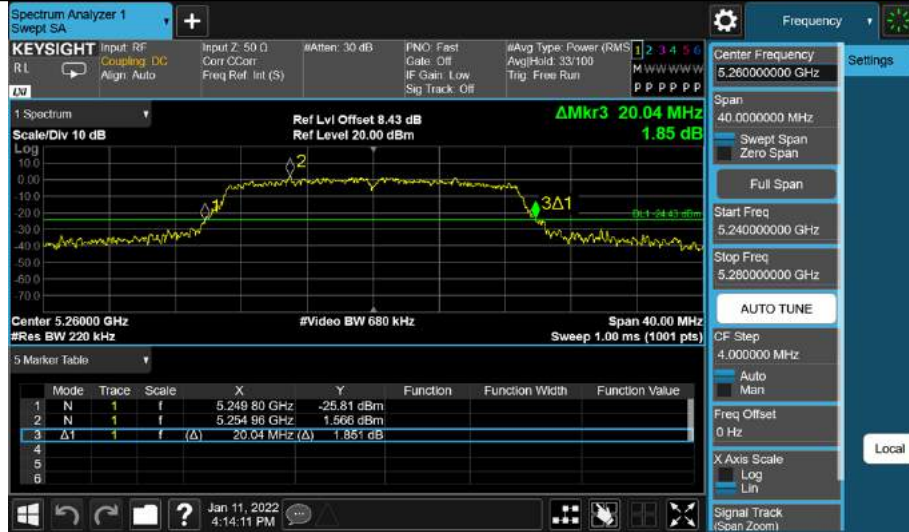 Spectrum Analyzer 1
Swept SA
+
Frequency
KEYSIGHT
RL
LXI
Input: RF
Coupling: DC
Align: Auto
Input Z: 50 Ω
Corr CCorr
Freq Ref: Int (S)
#Atten: 30 dB
PNO: Fast
Gate: Off
IF Gain: Low
Sig Track: Off
#Avg Type: Power (RMS
Avg|Hold: 33/100
Trig: Free Run
1 2 3 4 5 6
M W W W W W
P P P P P P
1 Spectrum
Scale/Div 10 dB
Ref Lvl Offset 8.43 dB
Ref Level 20.00 dBm
ΔMkr3 20.04 MHz
1.85 dB
Log
10.0
0.00
-10.0
-20.0
-30.0
-40.0
-50.0
-60.0
-70.0
1
2
3Δ1
DL1 -24.43 dBm
Center 5.26000 GHz
#Res BW 220 kHz
#Video BW 680 kHz
Span 40.00 MHz
Sweep 1.00 ms (1001 pts)
5 Marker Table
Mode Trace Scale X Y Function Function Width Function Value
1 N 1 f 5.249 80 GHz -25.81 dBm
2 N 1 f 5.254 96 GHz 1.566 dBm
3 Δ1 1 f (Δ) 20.04 MHz (Δ) 1.851 dB
4
5
6
?
Jan 11, 2022
4:14:11 PM
Center Frequency
5.260000000 GHz
Span
40.0000000 MHz
Swept Span
Zero Span
Full Span
Start Freq
5.240000000 GHz
Stop Freq
5.280000000 GHz
AUTO TUNE
CF Step
4.000000 MHz
Auto
Man
Freq Offset
0 Hz
X Axis Scale
Log
Lin
Signal Track
(Span Zoom)
Settings
Local